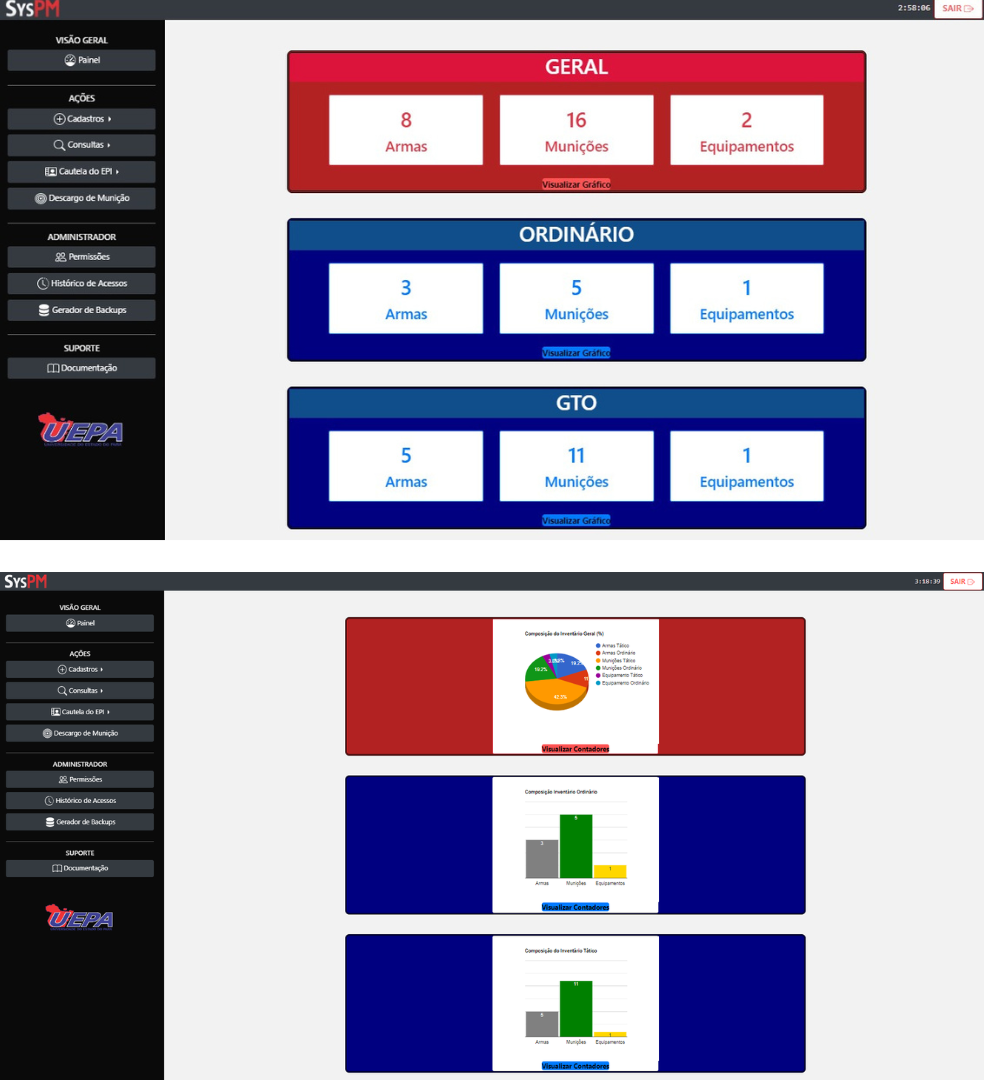 SysPM
2:58:06 SAIR
VISÃO GERAL
Painel
AÇÕES
Cadastros
Consultas
Cautela do EPI
Descargo de Munição
ADMINISTRADOR
Permissões
Histórico de Acessos
Gerador de Backups
SUPORTE
Documentação
UEPA
GERAL
8 16 2
Armas Munições Equipamentos
Visualizar Gráfico
ORDINÁRIO
3 5 1
Armas Munições Equipamentos
Visualizar Gráfico
GTO
5 11 1
Armas Munições Equipamentos
Visualizar Gráfico
SysPM
3:18:39 SAIR
VISÃO GERAL
Painel
AÇÕES
Cadastros
Consultas
Cautela do EPI
Descargo de Munição
ADMINISTRADOR
Permissões
Histórico de Acessos
Gerador de Backups
SUPORTE
Documentação
UEPA
Composição do Inventário Geral (%)
Armas Tático
Armas Ordinário
Munições Tático
Munições Ordinário
Equipamento Tático
Equipamento Ordinário
19.2%
42.3%
Visualizar Contadores
Composição Inventário Ordinário
3 5 1
Armas Munições Equipamentos
Visualizar Contadores
Composição do Inventário Tático
11 1
Armas Munições Equipamentos
Visualizar Contadores